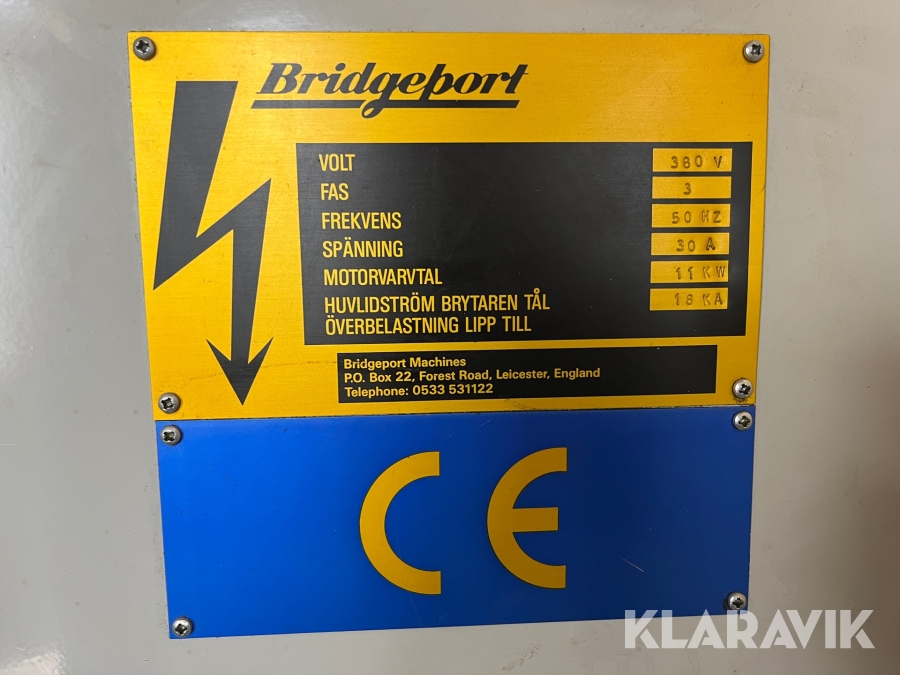 Bridgeport
VOLT 380 V
FAS 3
FREKVENS 50 HZ
SPÄNNING 30 A
MOTORVARVTAL 11 KW
HUVLIDSTRÖM BRYTAREN TÅL 18 KA
ÖVERBELASTNING LIPP TILL
Bridgeport Machines
P.O. Box 22, Forest Road, Leicester, England
Telephone: 0533 531122
CE
KLARAVIK